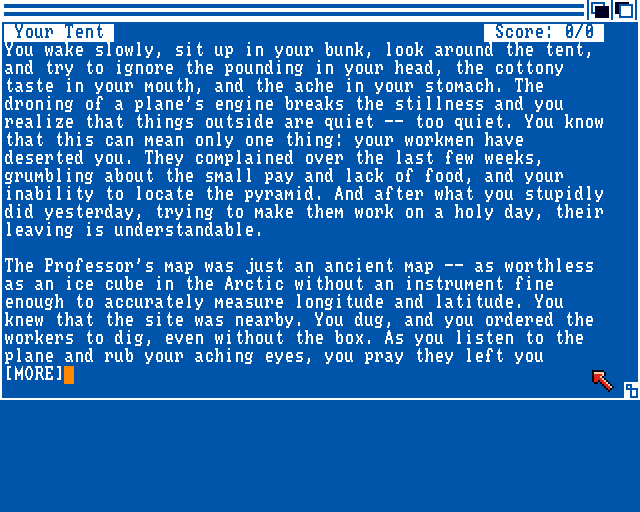 Your Tent Score: 0/0
You wake slowly, sit up in your bunk, look around the tent,
and try to ignore the pounding in your head, the cottony
taste in your mouth, and the ache in your stomach. The
droning of a plane's engine breaks the stillness and you
realize that things outside are quiet -- too quiet. You know
that this can mean only one thing: your workmen have
deserted you. They complained over the last few weeks,
grumbling about the small pay and lack of food, and your
inability to locate the pyramid. And after what you stupidly
did yesterday, trying to make them work on a holy day, their
leaving is understandable.
The Professor's map was just an ancient map -- as worthless
as an ice cube in the Arctic without an instrument fine
enough to accurately measure longitude and latitude. You
knew that the site was nearby. You dug, and you ordered the
workers to dig, even without the box. As you listen to the
plane and rub your aching eyes, you pray they left you
[MORE]